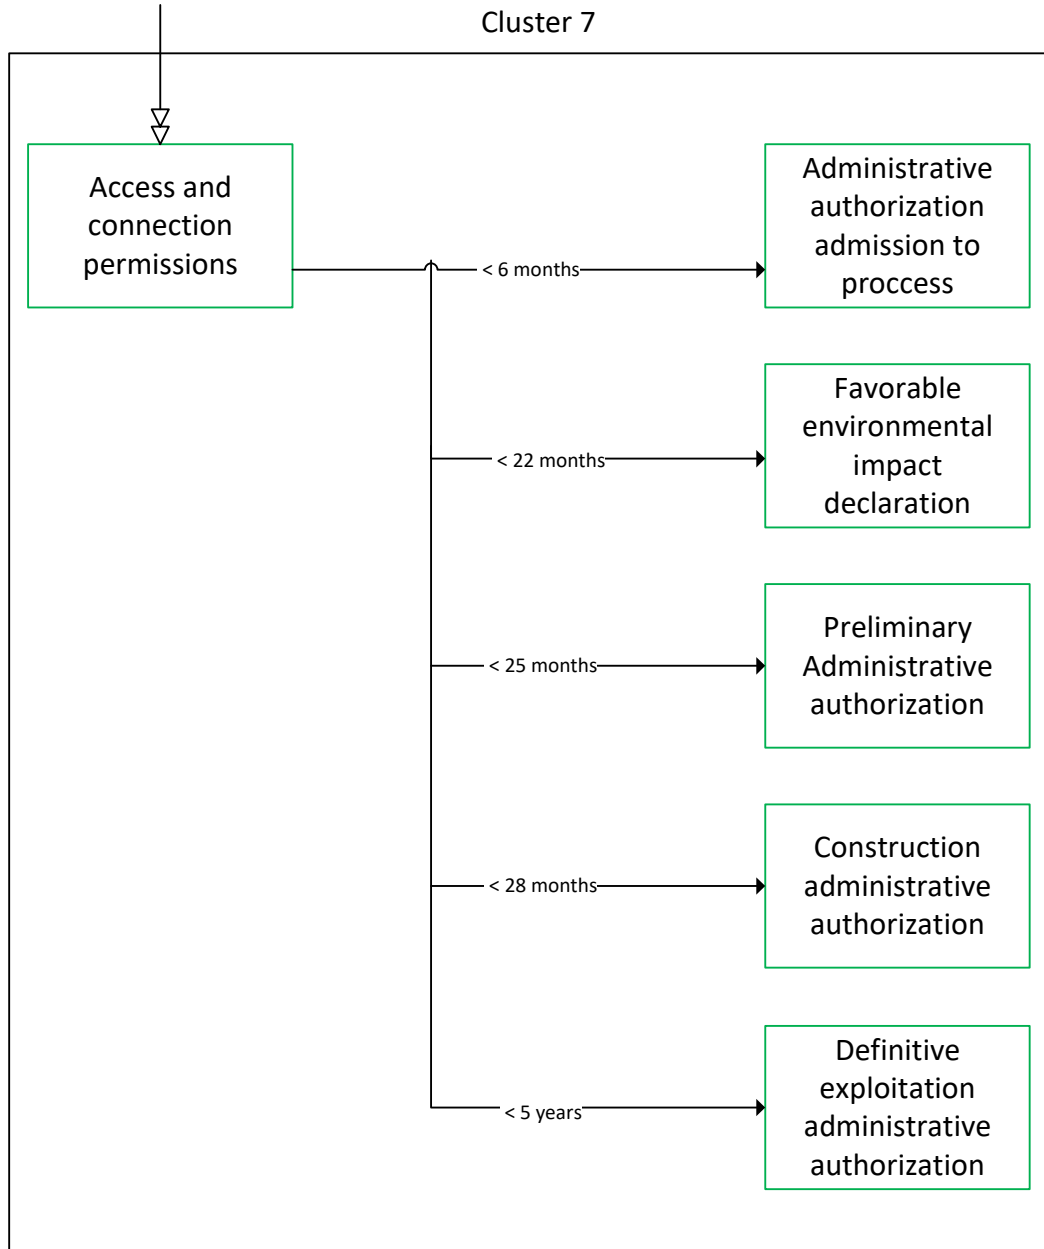 Cluster 7
Access and
connection
permissions
< 6 months
Administrative
authorization
admission to
proccess
< 22 months
Favorable
environmental
impact
declaration
< 25 months
Preliminary
Administrative
authorization
< 28 months
Construction
administrative
authorization
< 5 years
Definitive
exploitation
administrative
authorization